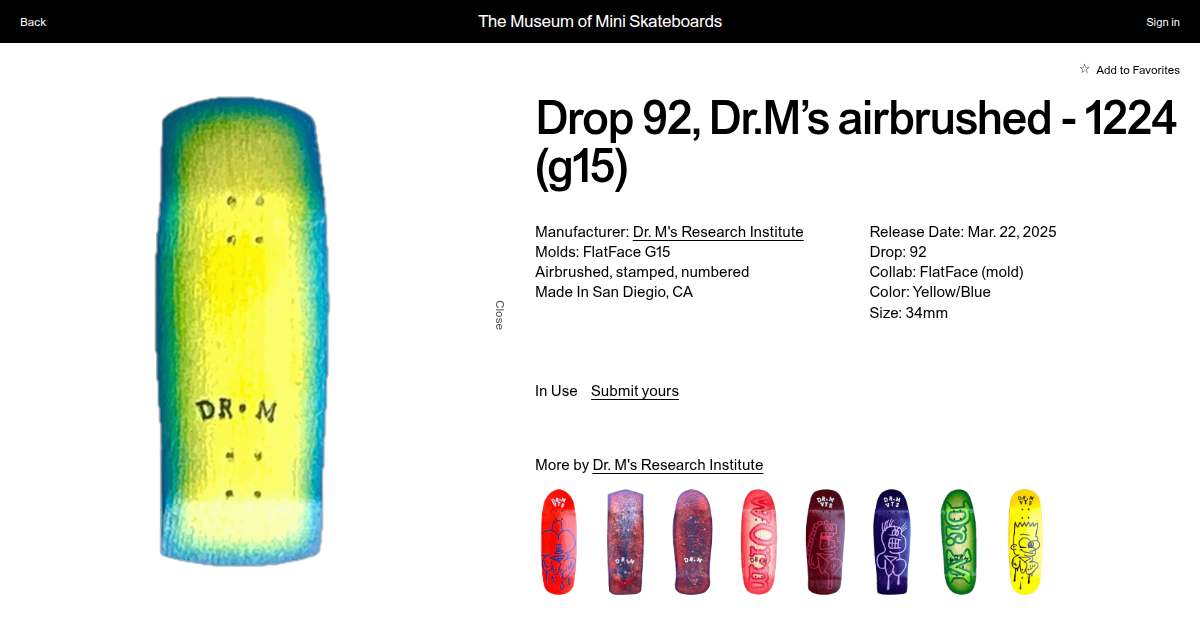 Back
The Museum of Mini Skateboards
Sign in
☆ Add to Favorites
Drop 92, Dr.M’s airbrushed - 1224
(g15)
Manufacturer: Dr. M's Research Institute
Molds: FlatFace G15
Airbrushed, stamped, numbered
Made In San Diegio, CA
Release Date: Mar. 22, 2025
Drop: 92
Collab: FlatFace (mold)
Color: Yellow/Blue
Size: 34mm
Close
DR•M
In Use Submit yours
More by Dr. M's Research Institute